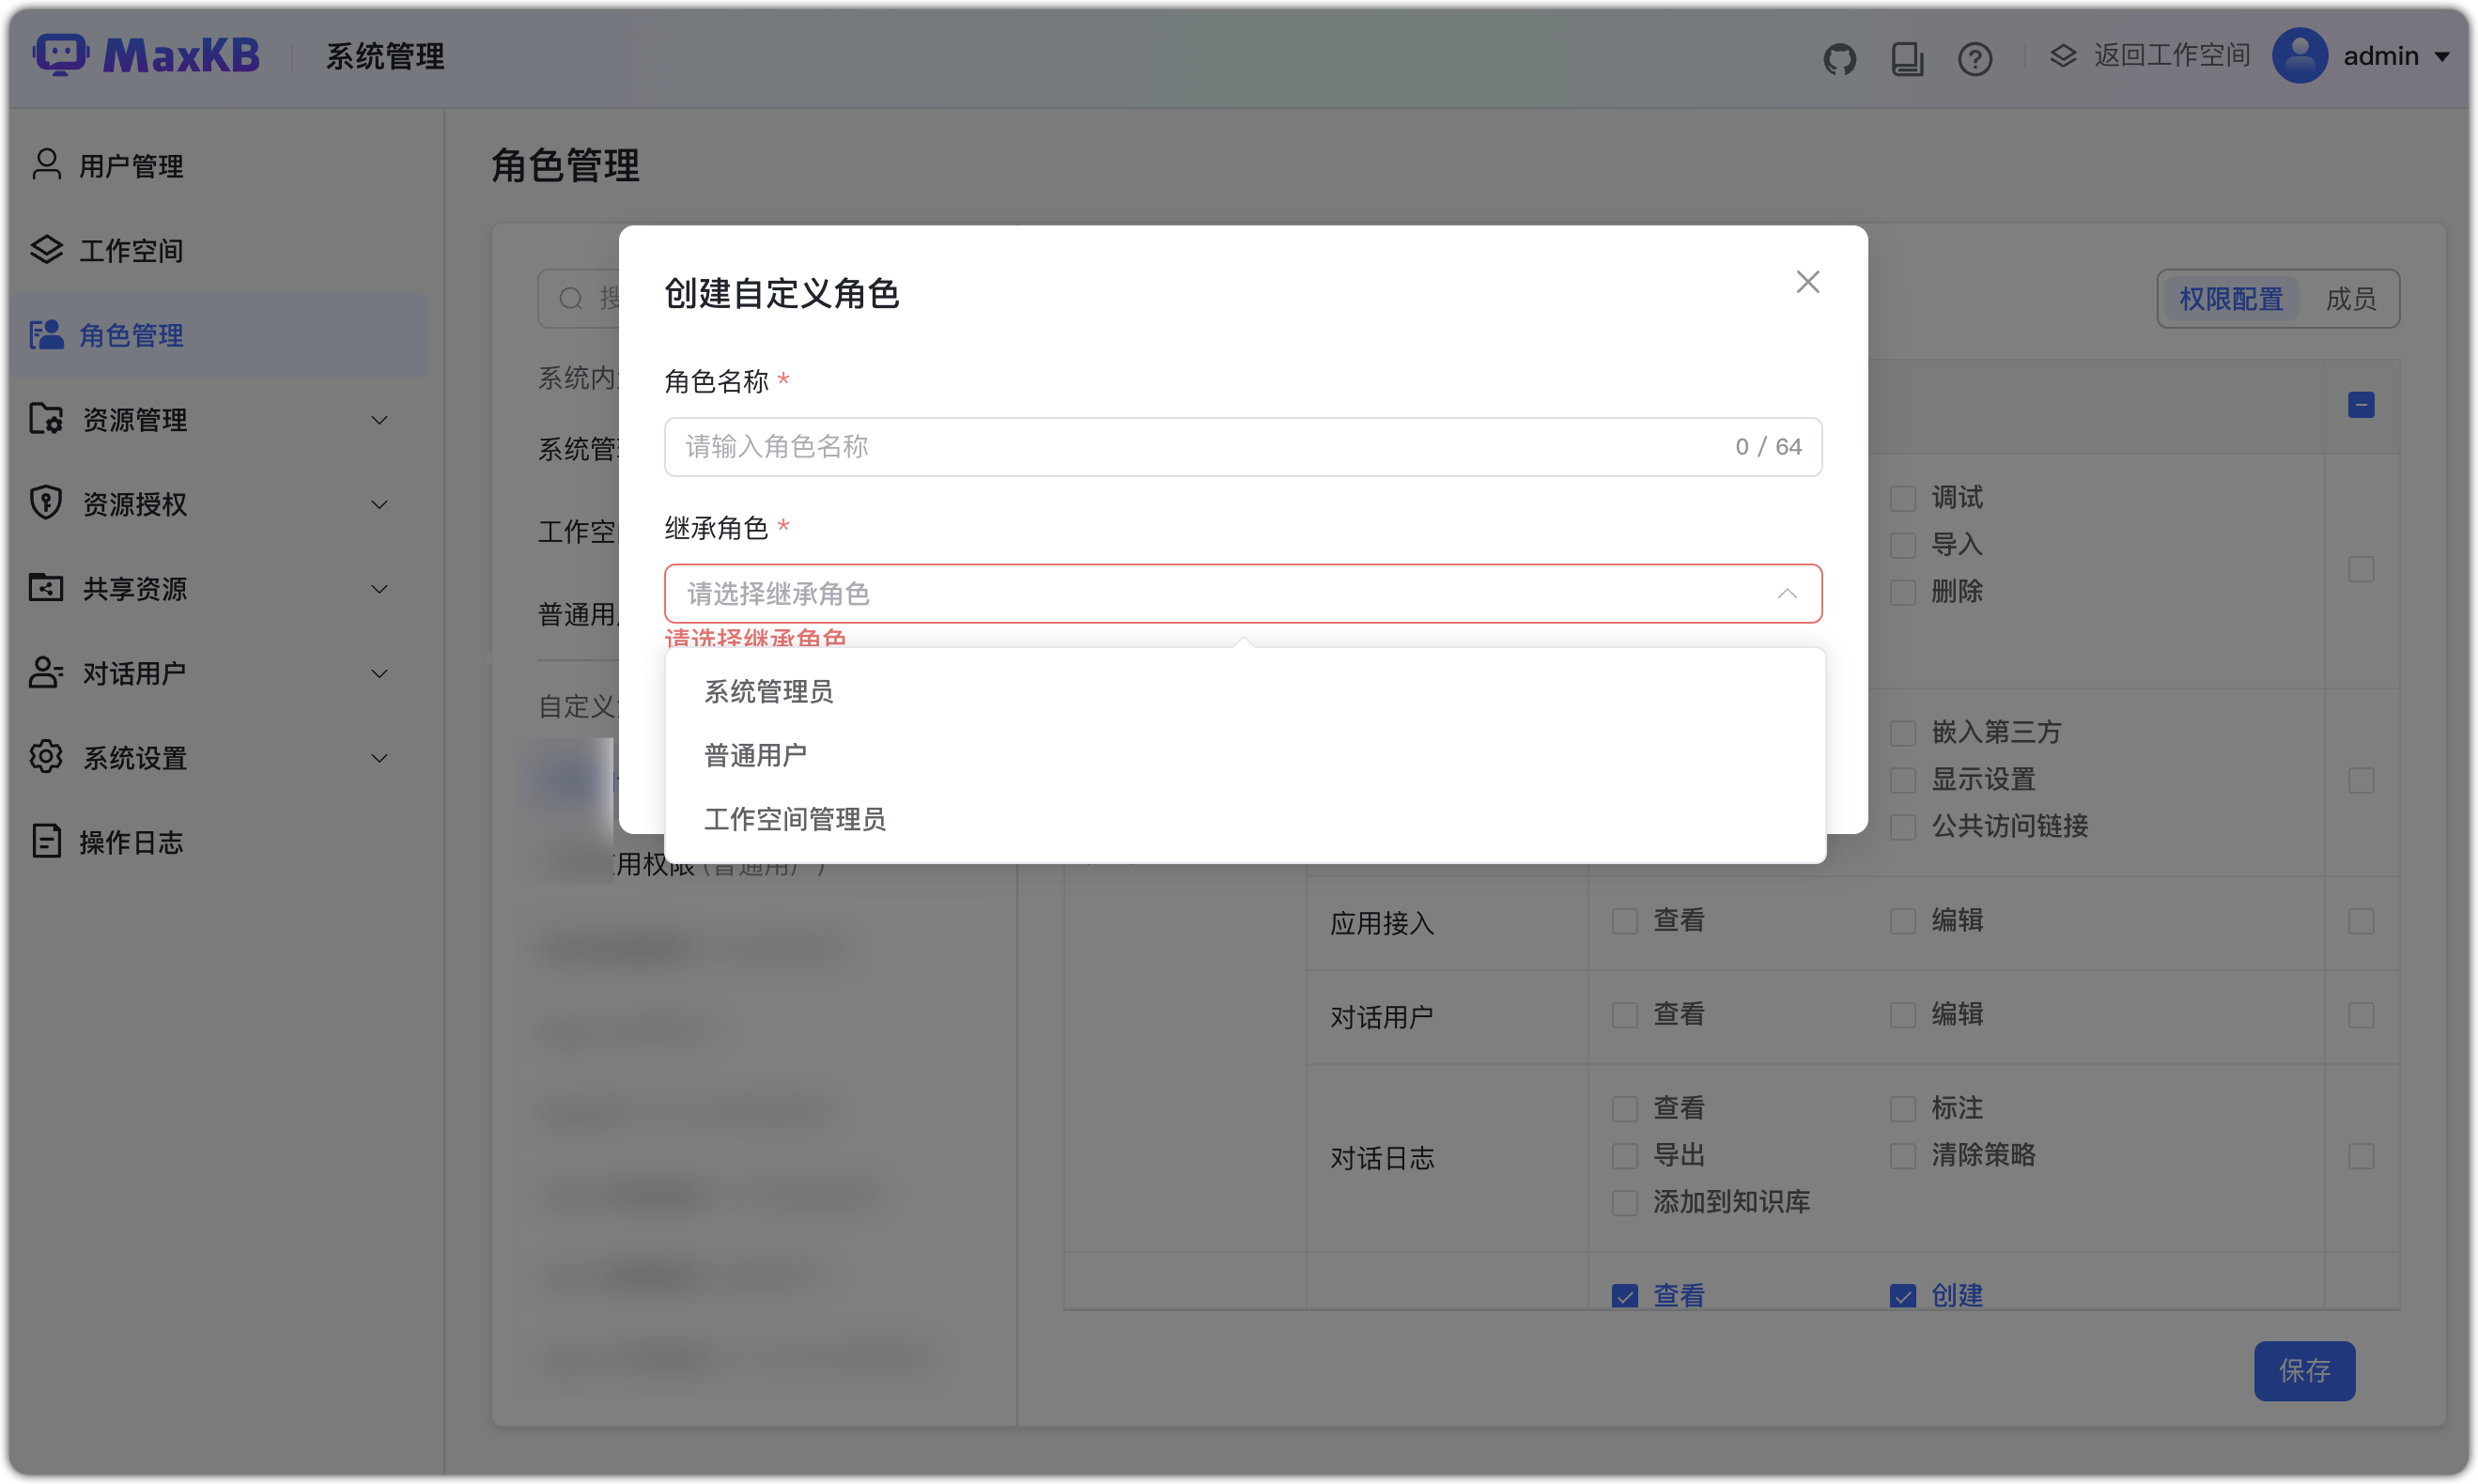 MaxKB
系统管理
返回工作空间
admin
用户管理
工作空间
角色管理
资源管理
资源授权
共享资源
对话用户
系统设置
操作日志
角色管理
搜
系统内
系统管
工作空
普通用
自定义
用权限 (普通用户)
权限配置
成员
创建自定义角色
角色名称 *
请输入角色名称
0 / 64
继承角色 *
请选择继承角色
请选择继承角色
系统管理员
普通用户
工作空间管理员
调试
导入
删除
嵌入第三方
显示设置
公共访问链接
应用接入
查看
编辑
对话用户
查看
编辑
对话日志
查看
标注
导出
清除策略
添加到知识库
查看
创建
保存